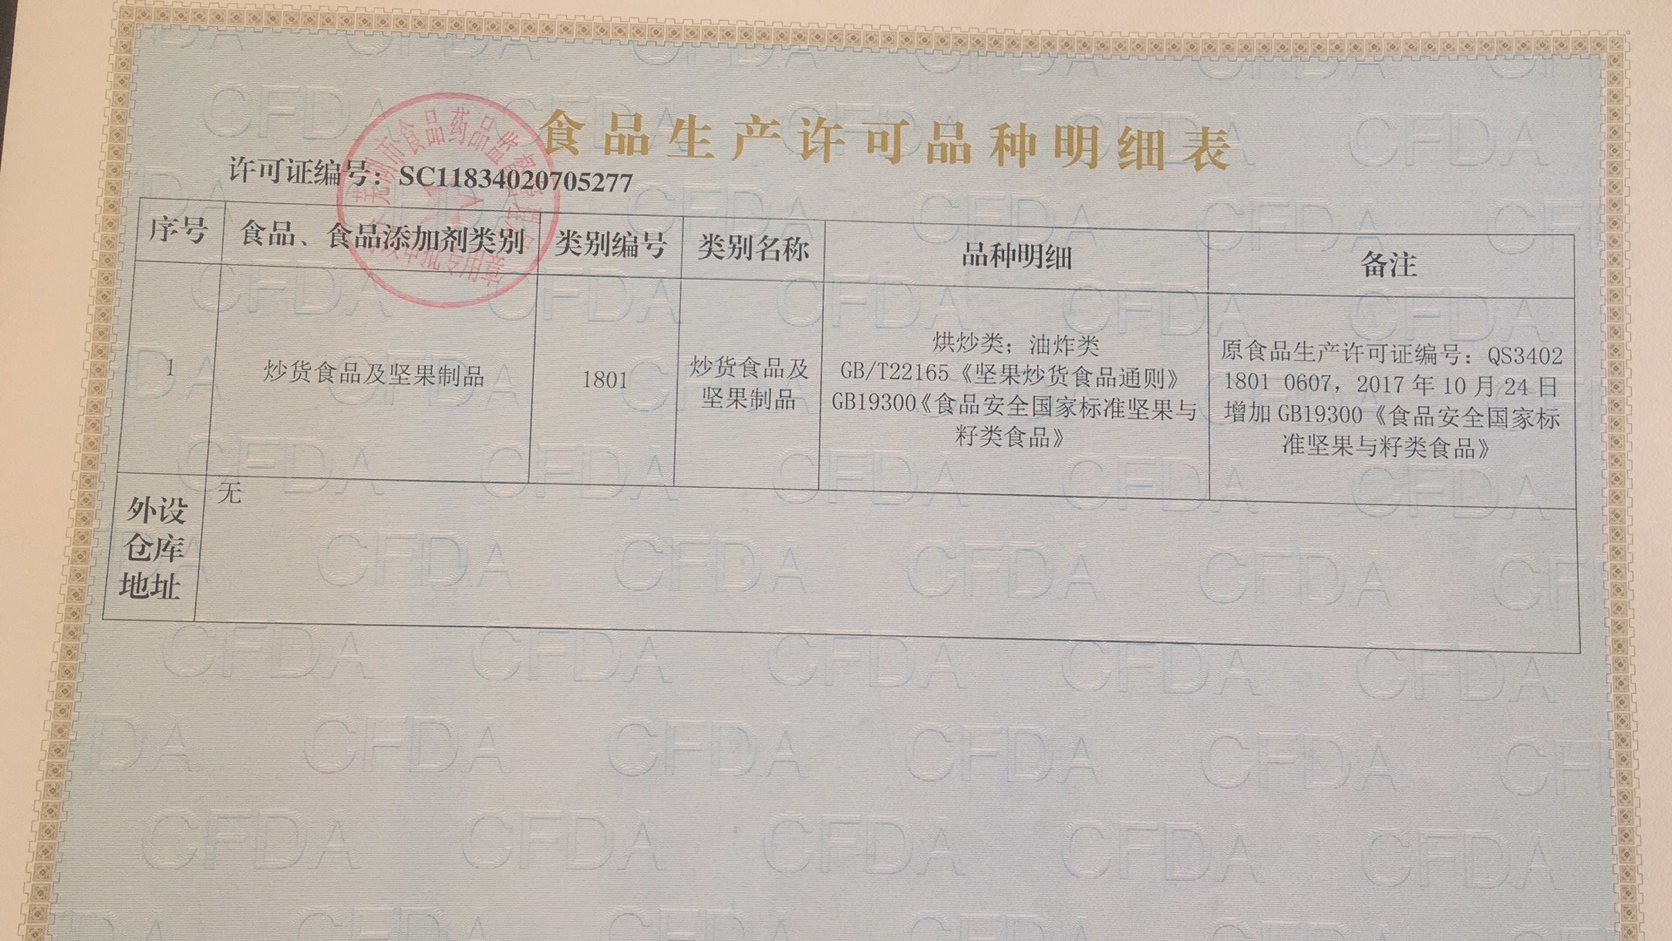 食品生产许可品种明细表
许可证编号：SC11834020705277
序号 食品、食品添加剂类别 类别编号 类别名称 品种明细 备注
1 炒货食品及坚果制品 1801
炒货食品及
坚果制品
烘炒类；油炸类
GB/T22165《坚果炒货食品通则》
GB19300《食品安全国家标准坚果与
籽类食品》
原食品生产许可证编号：QS3402
1801 0607，2017年10月24日
增加GB19300《食品安全国家标
准坚果与籽类食品》
外设
仓库
地址
无
CFDA